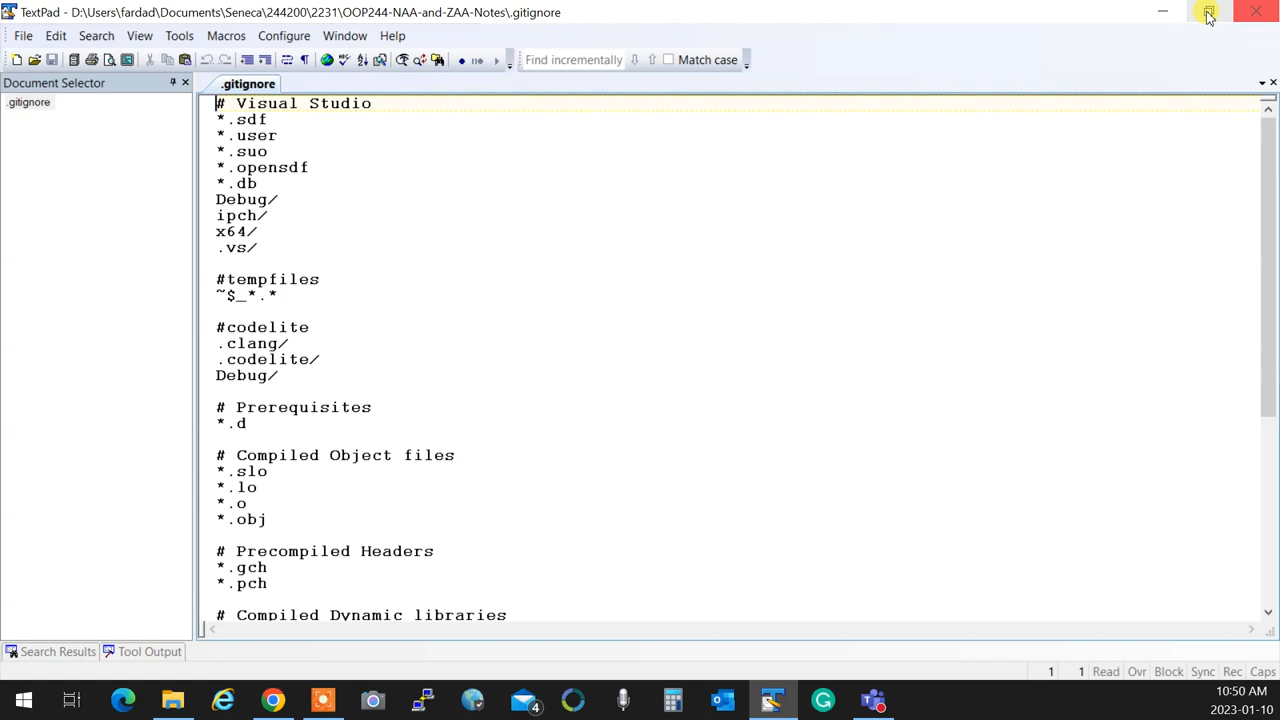 TextPad - D:\Users\fardad\Documents\Seneca\244200\2231\OOP244-NAA-and-ZAA-Notes\.gitignore
File Edit Search View Tools Macros Configure Window Help
Find incrementally Match case
Document Selector
.gitignore
.gitignore
# Visual Studio
*.sdf
*.user
*.suo
*.opensdf
*.db
Debug/
ipch/
x64/
.vs/
#tempfiles
~$_*.*
#codelite
.clang/
.codelite/
Debug/
# Prerequisites
*.d
# Compiled Object files
*.slo
*.lo
*.o
*.obj
# Precompiled Headers
*.gch
*.pch
# Compiled Dynamic libraries
Search Results Tool Output
1 1 Read Ovr Block Sync Rec Caps
4
10:50 AM
2023-01-10